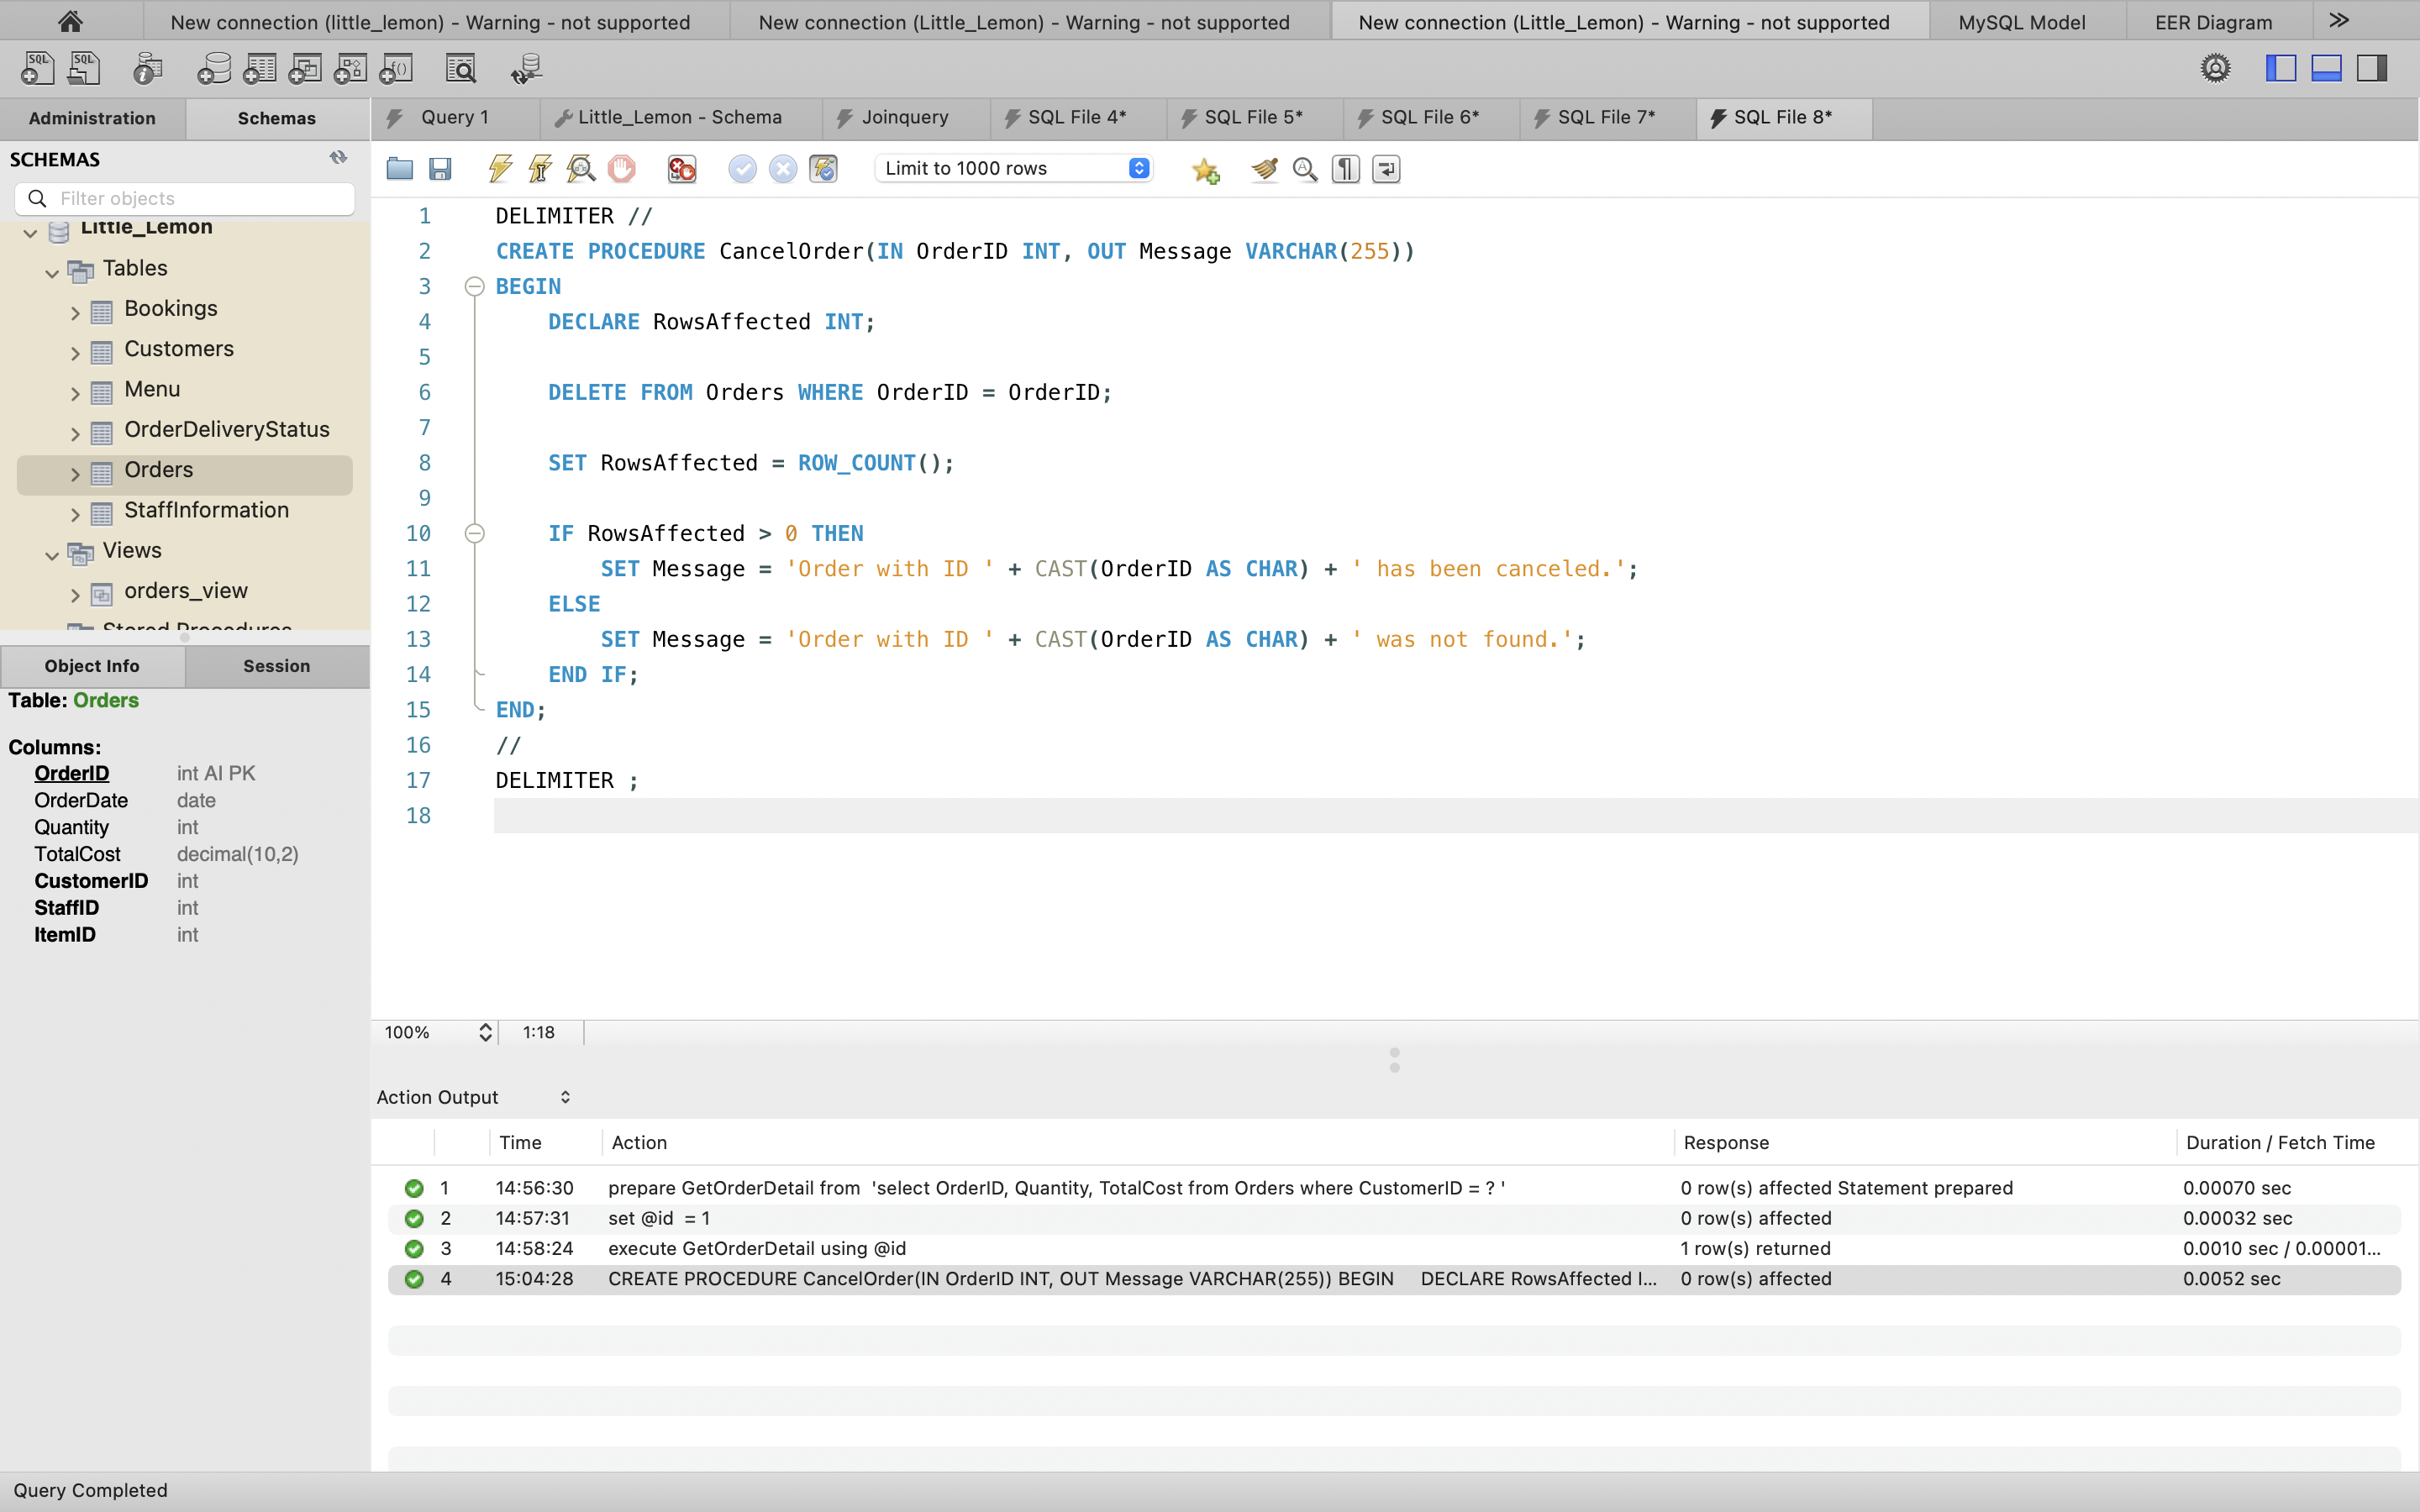 New connection (little_lemon) - Warning - not supported
New connection (Little_Lemon) - Warning - not supported
New connection (Little_Lemon) - Warning - not supported
MySQL Model
EER Diagram
Administration
Schemas
Query 1
Little_Lemon - Schema
Joinquery
SQL File 4*
SQL File 5*
SQL File 6*
SQL File 7*
SQL File 8*
SCHEMAS
Filter objects
Limit to 1000 rows
Little_Lemon
Tables
Bookings
Customers
Menu
OrderDeliveryStatus
Orders
StaffInformation
Views
orders_view
Stored Procedures
Object Info
Session
Table: Orders
Columns:
OrderID int AI PK
OrderDate date
Quantity int
TotalCost decimal(10,2)
CustomerID int
StaffID int
ItemID int
1 DELIMITER //
2 CREATE PROCEDURE CancelOrder(IN OrderID INT, OUT Message VARCHAR(255))
3 BEGIN
4 DECLARE RowsAffected INT;
5
6 DELETE FROM Orders WHERE OrderID = OrderID;
7
8 SET RowsAffected = ROW_COUNT();
9
10 IF RowsAffected > 0 THEN
11 SET Message = 'Order with ID ' + CAST(OrderID AS CHAR) + ' has been canceled.';
12 ELSE
13 SET Message = 'Order with ID ' + CAST(OrderID AS CHAR) + ' was not found.';
14 END IF;
15 END;
16 //
17 DELIMITER ;
18
100% 1:18
Action Output
Time Action Response Duration / Fetch Time
1 14:56:30 prepare GetOrderDetail from 'select OrderID, Quantity, TotalCost from Orders where CustomerID = ? ' 0 row(s) affected Statement prepared 0.00070 sec
2 14:57:31 set @id = 1 0 row(s) affected 0.00032 sec
3 14:58:24 execute GetOrderDetail using @id 1 row(s) returned 0.0010 sec / 0.00001...
4 15:04:28 CREATE PROCEDURE CancelOrder(IN OrderID INT, OUT Message VARCHAR(255)) BEGIN DECLARE RowsAffected I... 0 row(s) affected 0.0052 sec
Query Completed